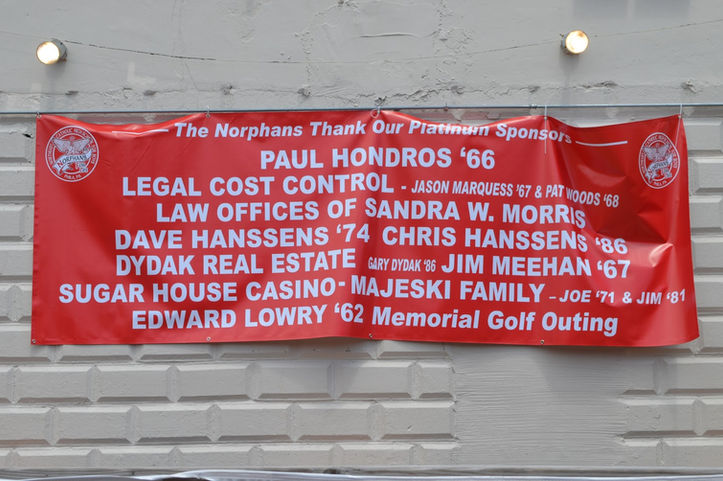 The Norphans Thank Our Platinum Sponsors
PAUL HONDROS ‘66
LEGAL COST CONTROL - JASON MARQUESS ‘67 & PAT WOODS ‘68
LAW OFFICES OF SANDRA W. MORRIS
DAVE HANSSENS ‘74 CHRIS HANSSENS ‘86
DYDAK REAL ESTATE GARY DYDAK ‘86 JIM MEEHAN ‘67
SUGAR HOUSE CASINO - MAJESKI FAMILY - JOE ‘71 & JIM ‘81
EDWARD LOWRY ‘62 Memorial Golf Outing
NORPHANS